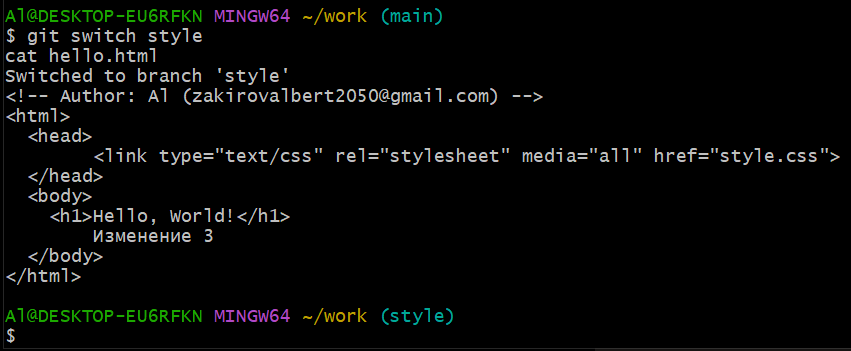 Al@DESKTOP-EU6RFKN MINGW64 ~/work (main)
$ git switch style
cat hello.html
Switched to branch 'style'
<!-- Author: Al (zakirovalbert2050@gmail.com) -->
<html>
  <head>
        <link type="text/css" rel="stylesheet" media="all" href="style.css">
  </head>
  <body>
    <h1>Hello, World!</h1>
        Изменение 3
  </body>
</html>

Al@DESKTOP-EU6RFKN MINGW64 ~/work (style)
$